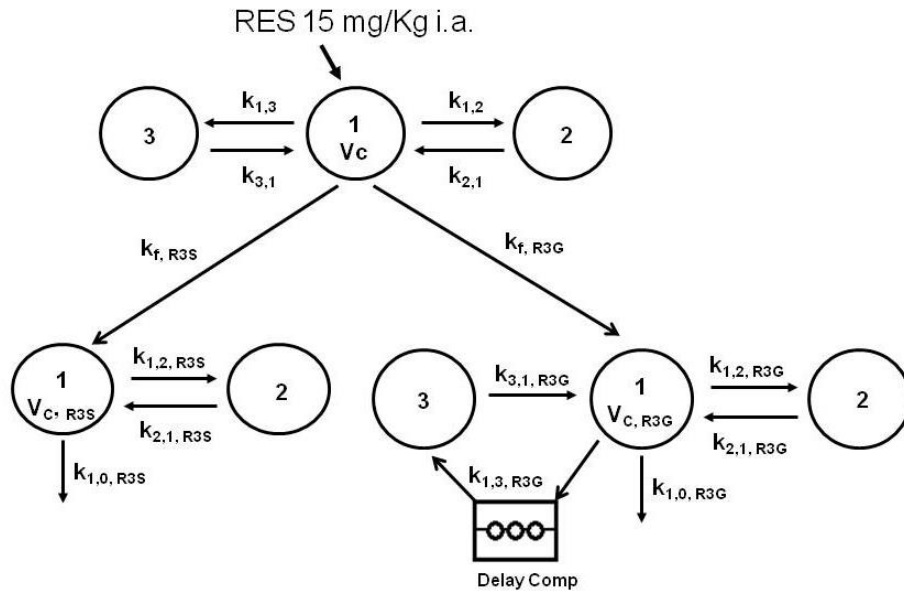 RES 15 mg/Kg i.a.
3
k1,3
k3,1
1
Vc
k1,2
k2,1
2
kf, R3S
kf, R3G
1
VC, R3S
k1,2, R3S
k2,1, R3S
2
k1,0, R3S
3
k3,1, R3G
1
VC, R3G
k1,2, R3G
k2,1, R3G
2
k1,3, R3G
k1,0, R3G
Delay Comp